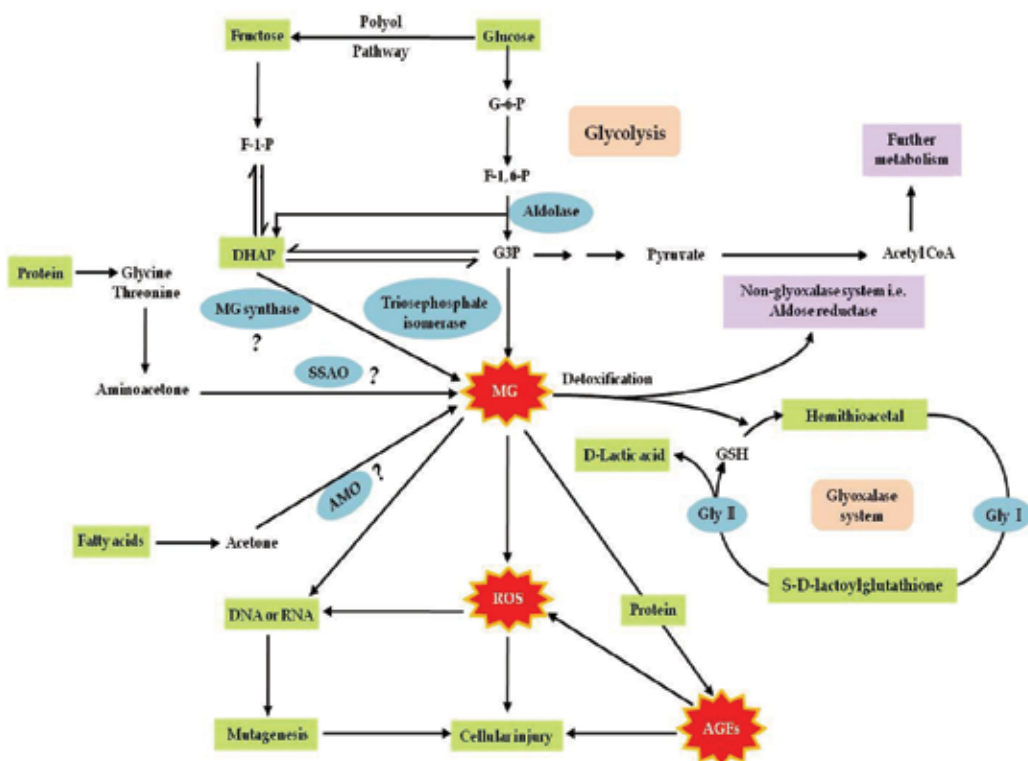 Polyol
Fructose
Glucose
Pathway
G-6-P
Glycolysis
F-1-P
Further
metabolism
F-1, 6-P
Aldolase
DHAP
G3P
Pyruvate
Acetyl CoA
Protein
Glycine
Threonine
MG synthase
?
Triosephosphate
isomerase
Non-glyoxalase system i.e.
Aldose reductase
SSAO
?
Aminoacetone
MG
Detoxification
Hemithioacetal
D-Lactic acid
GSH
AMO
?
Gly II
Glyoxalase
system
Gly I
Fatty acids
Acetone
S-D-lactoylglutathione
DNA or RNA
ROS
Protein
Mutagenesis
Cellular injury
AGEs